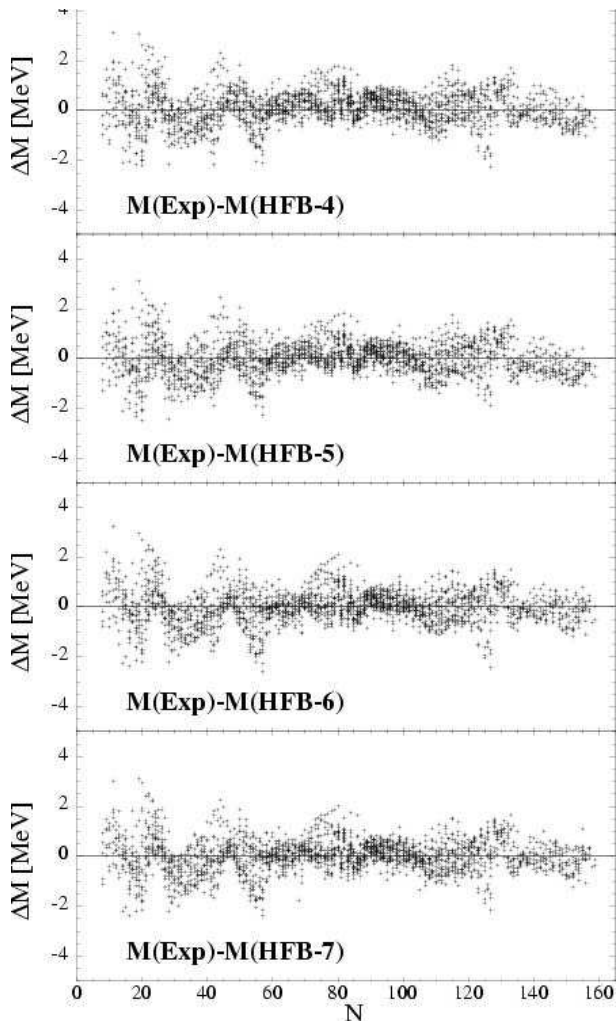 4
2
0
-2
-4
ΔM [MeV]
M(Exp)-M(HFB-4)
4
2
0
-2
-4
ΔM [MeV]
M(Exp)-M(HFB-5)
4
2
0
-2
-4
ΔM [MeV]
M(Exp)-M(HFB-6)
4
2
0
-2
-4
ΔM [MeV]
M(Exp)-M(HFB-7)
0 20 40 60 80 100 120 140 160
N